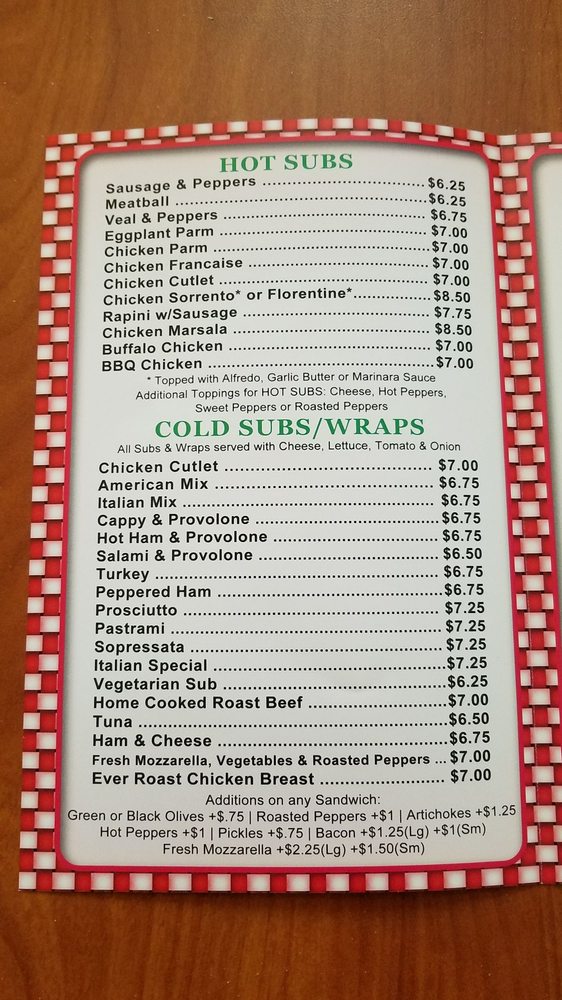 HOT SUBS
Sausage & Peppers ................................ $6.25
Meatball ................................ $6.25
Veal & Peppers ................................ $6.75
Eggplant Parm ................................ $7.00
Chicken Parm ................................ $7.00
Chicken Francaise ................................ $7.00
Chicken Cutlet ................................ $7.00
Chicken Sorrento* or Florentine*................ $8.50
Rapini w/Sausage ................................ $7.75
Chicken Marsala ................................ $8.50
Buffalo Chicken ................................ $7.00
BBQ Chicken ................................ $7.00
* Topped with Alfredo, Garlic Butter or Marinara Sauce
Additional Toppings for HOT SUBS: Cheese, Hot Peppers,
Sweet Peppers or Roasted Peppers
COLD SUBS/WRAPS
All Subs & Wraps served with Cheese, Lettuce, Tomato & Onion
Chicken Cutlet ................................ $7.00
American Mix ................................ $6.75
Italian Mix ................................ $6.75
Cappy & Provolone ................................ $6.75
Hot Ham & Provolone ................................ $6.75
Salami & Provolone ................................ $6.50
Turkey ................................ $6.75
Peppered Ham ................................ $6.75
Prosciutto ................................ $7.25
Pastrami ................................ $7.25
Sopressata ................................ $7.25
Italian Special ................................ $7.25
Vegetarian Sub ................................ $6.25
Home Cooked Roast Beef ........................ $7.00
Tuna ................................ $6.50
Ham & Cheese ................................ $6.75
Fresh Mozzarella, Vegetables & Roasted Peppers ... $7.00
Ever Roast Chicken Breast ...................... $7.00
Additions on any Sandwich:
Green or Black Olives +$.75 | Roasted Peppers +$1 | Artichokes +$1.25
Hot Peppers +$1 | Pickles +$.75 | Bacon +$1.25(Lg) +$1(Sm)
Fresh Mozzarella +$2.25(Lg) +$1.50(Sm)